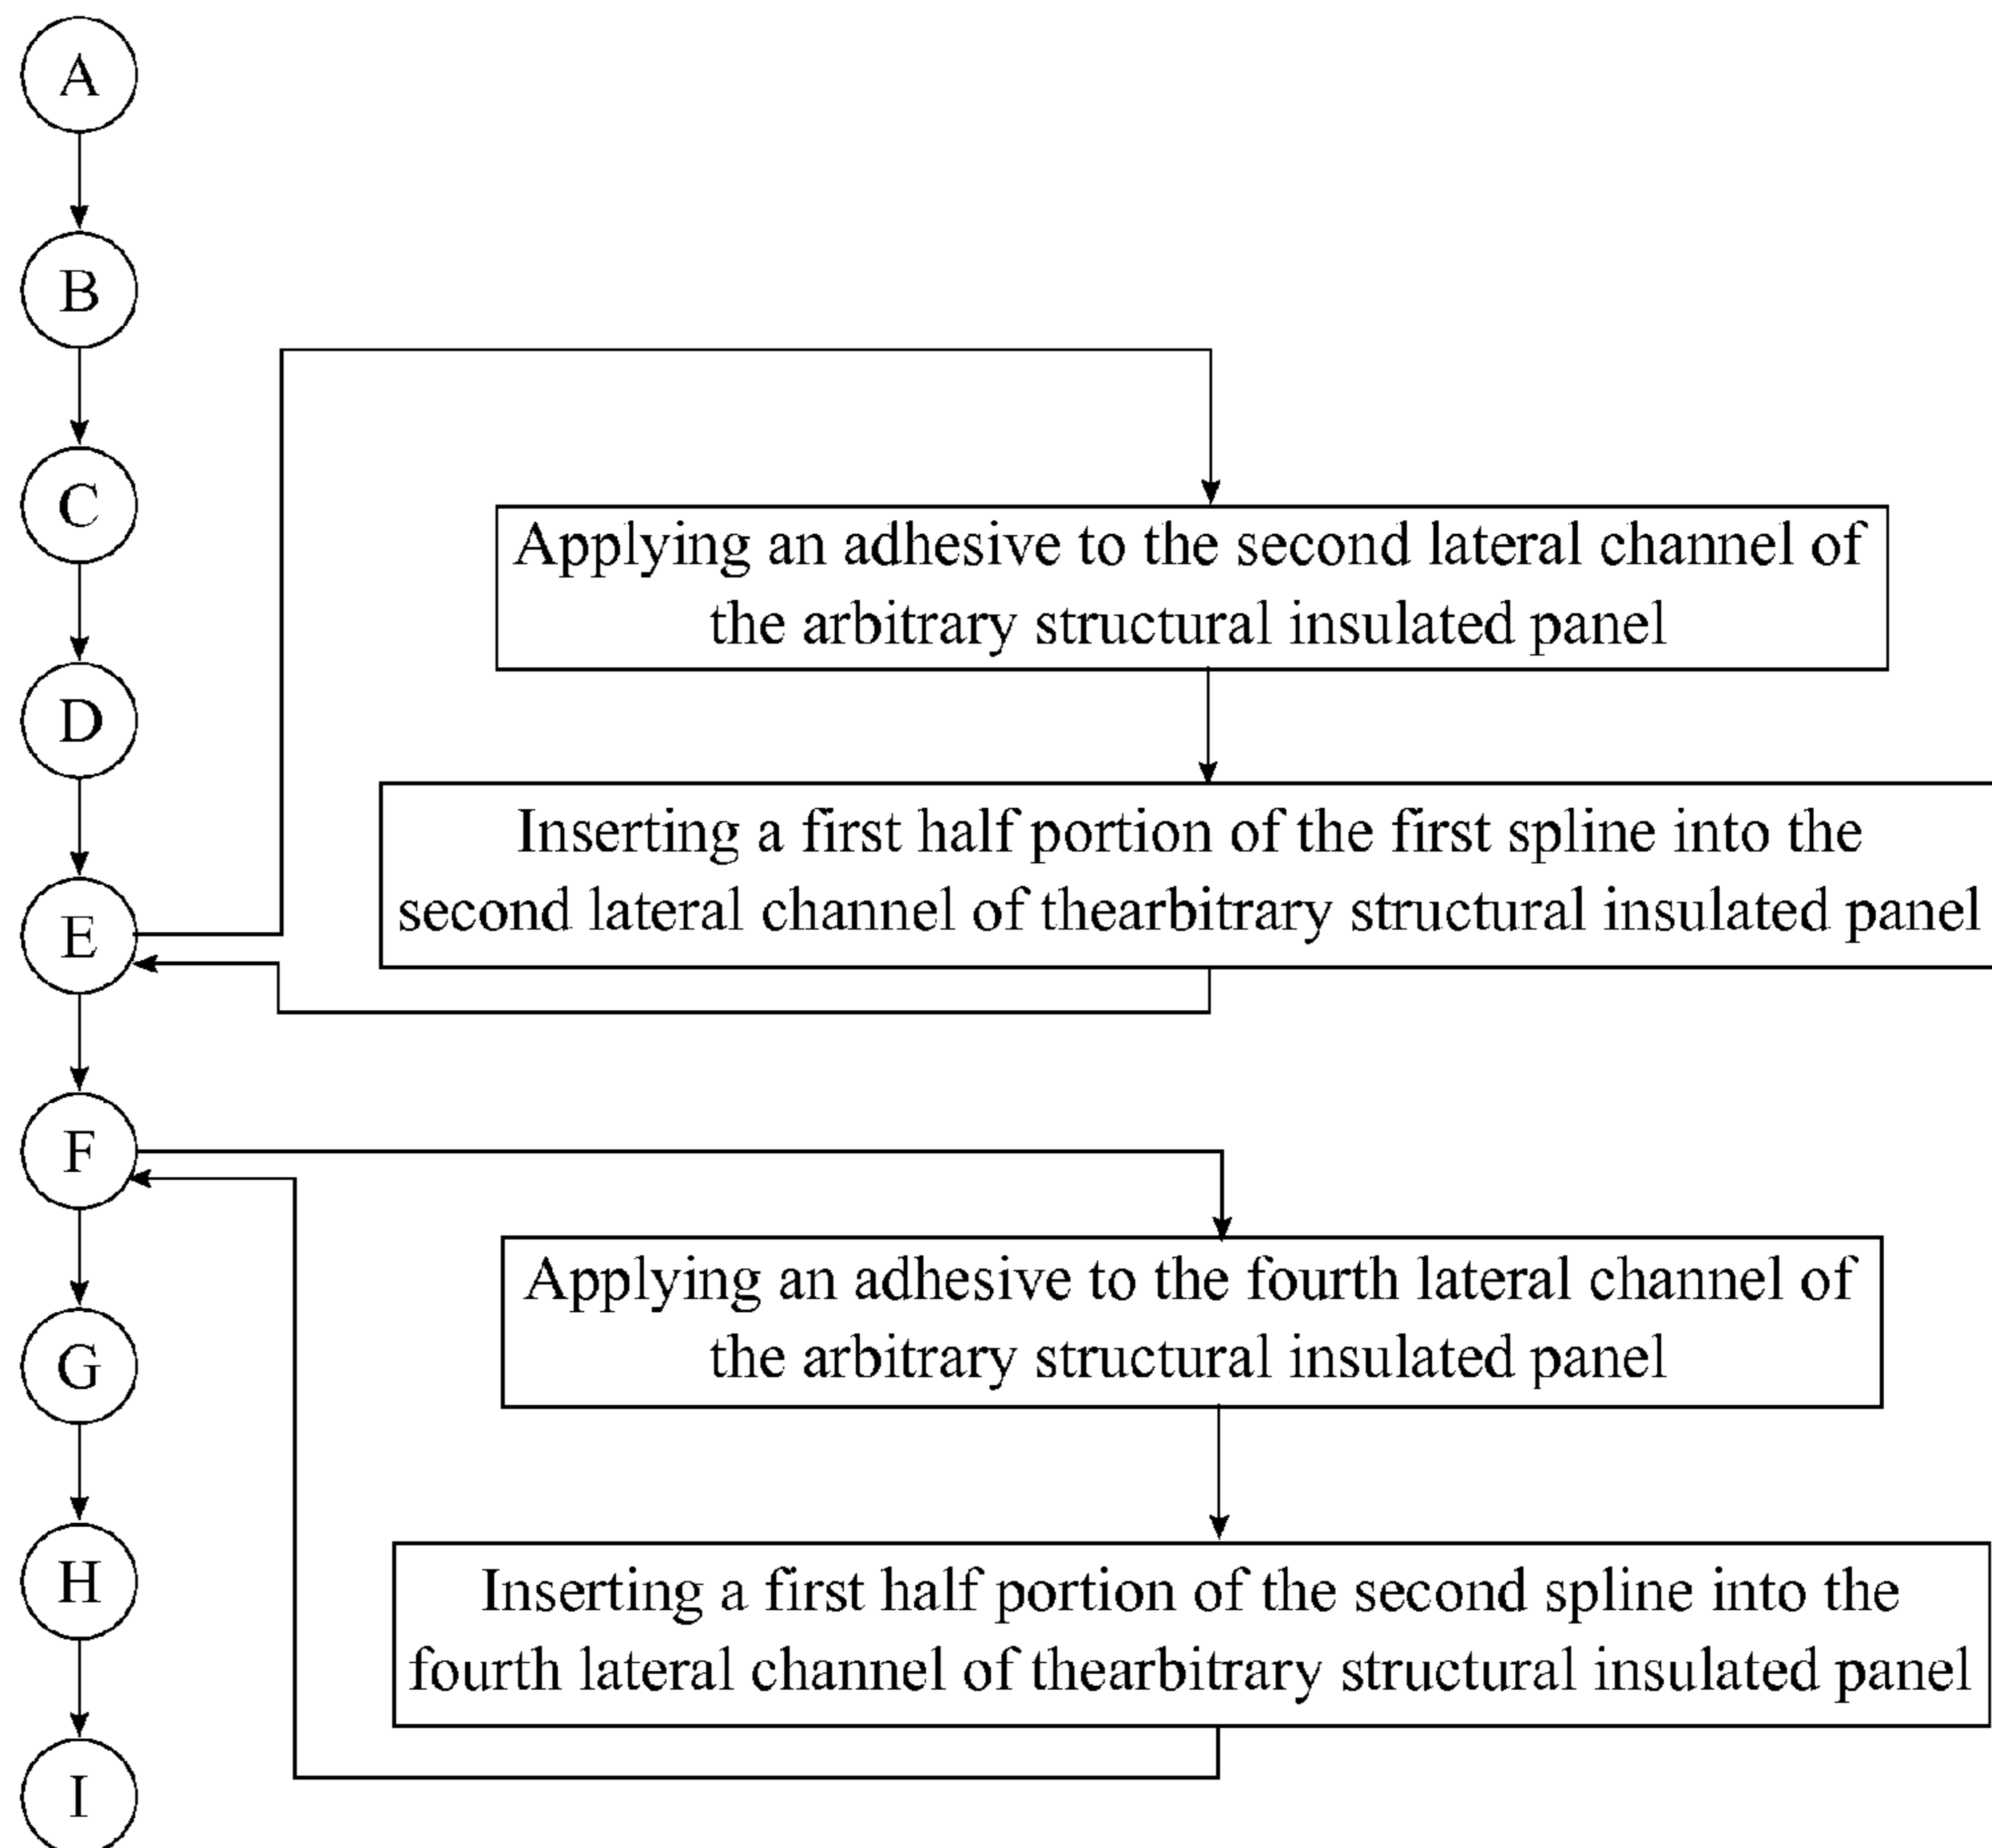 A
B
C
D
E
F
G
H
I
Applying an adhesive to the second lateral channel of
the arbitrary structural insulated panel
Inserting a first half portion of the first spline into the
second lateral channel of thearbitrary structural insulated panel
Applying an adhesive to the fourth lateral channel of
the arbitrary structural insulated panel
Inserting a first half portion of the second spline into the
fourth lateral channel of thearbitrary structural insulated panel